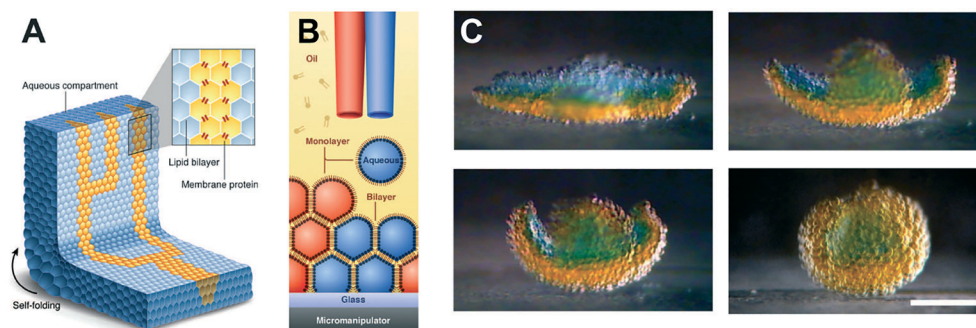 A
Aqueous compartment
Lipid bilayer
Membrane protein
Self-folding
B
Oil
Monolayer
Aqueous
Bilayer
Glass
Micromanipulator
C